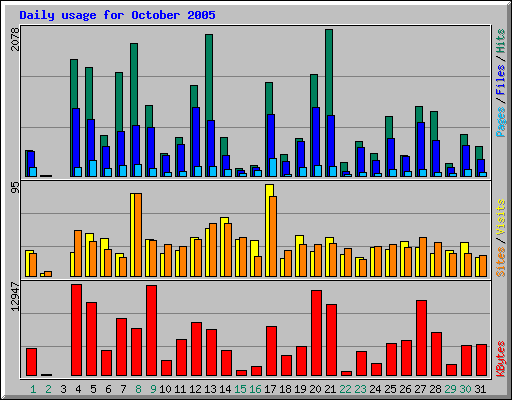 Daily usage for October 2005
2078
Pages / Files / Hits
95
Sites / Visits
12947
KBytes
1 2 3 4 5 6 7 8 9 10 11 12 13 14 15 16 17 18 19 20 21 22 23 24 25 26 27 28 29 30 31